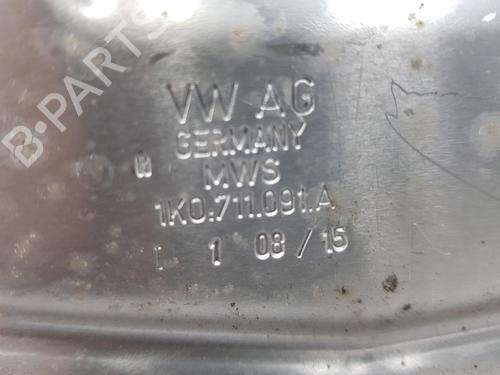 B-PARTS
VW AG
GERMANY
MWS
1K0.711.091.A
1 08/15